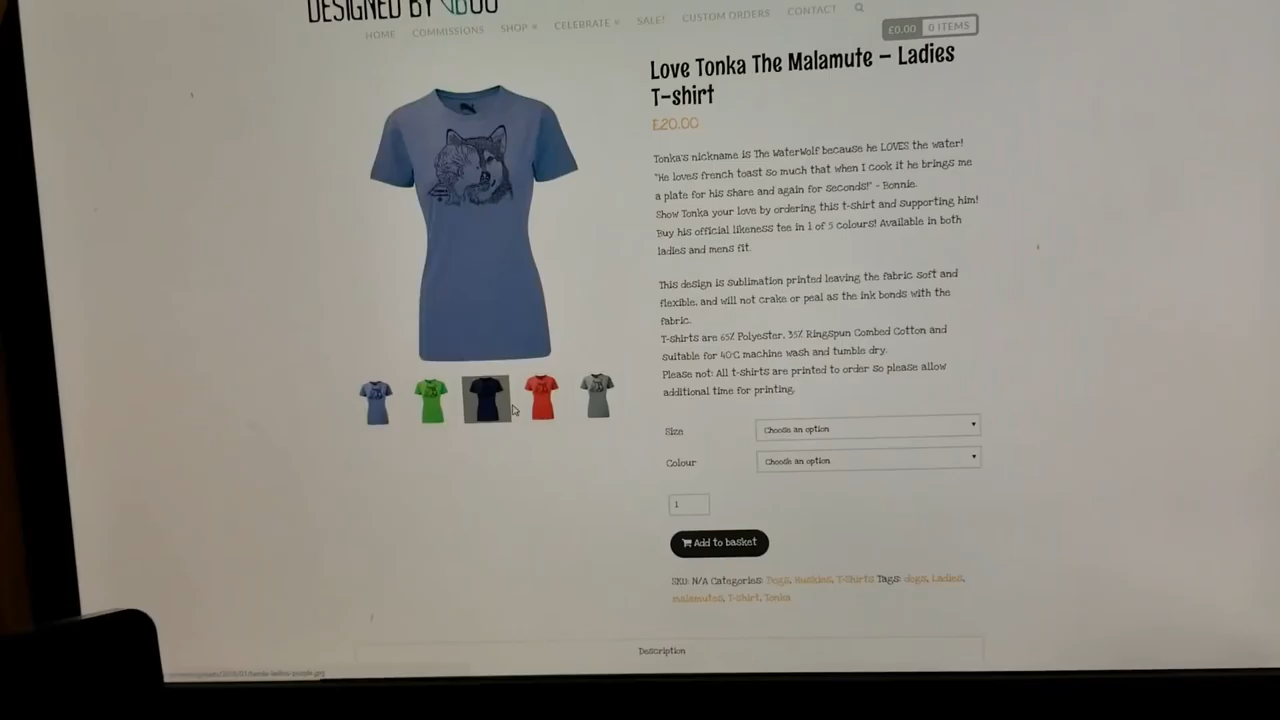 DESIGNED BY
HOME COMMISSIONS SHOP CELEBRATE SALE! CUSTOM ORDERS CONTACT
£0.00 0 ITEMS
Love Tonka The Malamute – Ladies
T-shirt
£20.00
Tonka's nickname is The WaterWolf because he LOVES the water!
"He loves french toast so much that when I cook it he brings me
a plate for his share and again for seconds!" - Bonnie.
Show Tonka your love by ordering this t-shirt and supporting him!
Buy his official likeness tee in 1 of 5 colours! Available in both
ladies and mens fit.
This design is sublimation printed leaving the fabric soft and
flexible, and will not crake or peal as the ink bonds with the
fabric.
T-shirts are 65% Polyester, 35% Ringspun Combed Cotton and
suitable for 40C machine wash and tumble dry.
Please not: All t-shirts are printed to order so please allow
additional time for printing.
Size Choose an option
Colour Choose an option
1
Add to basket
SKU: N/A Categories: Dogs, Huskies, T-Shirts Tags: dogs, Ladies,
malamutes, T-Shirt, Tonka
Description